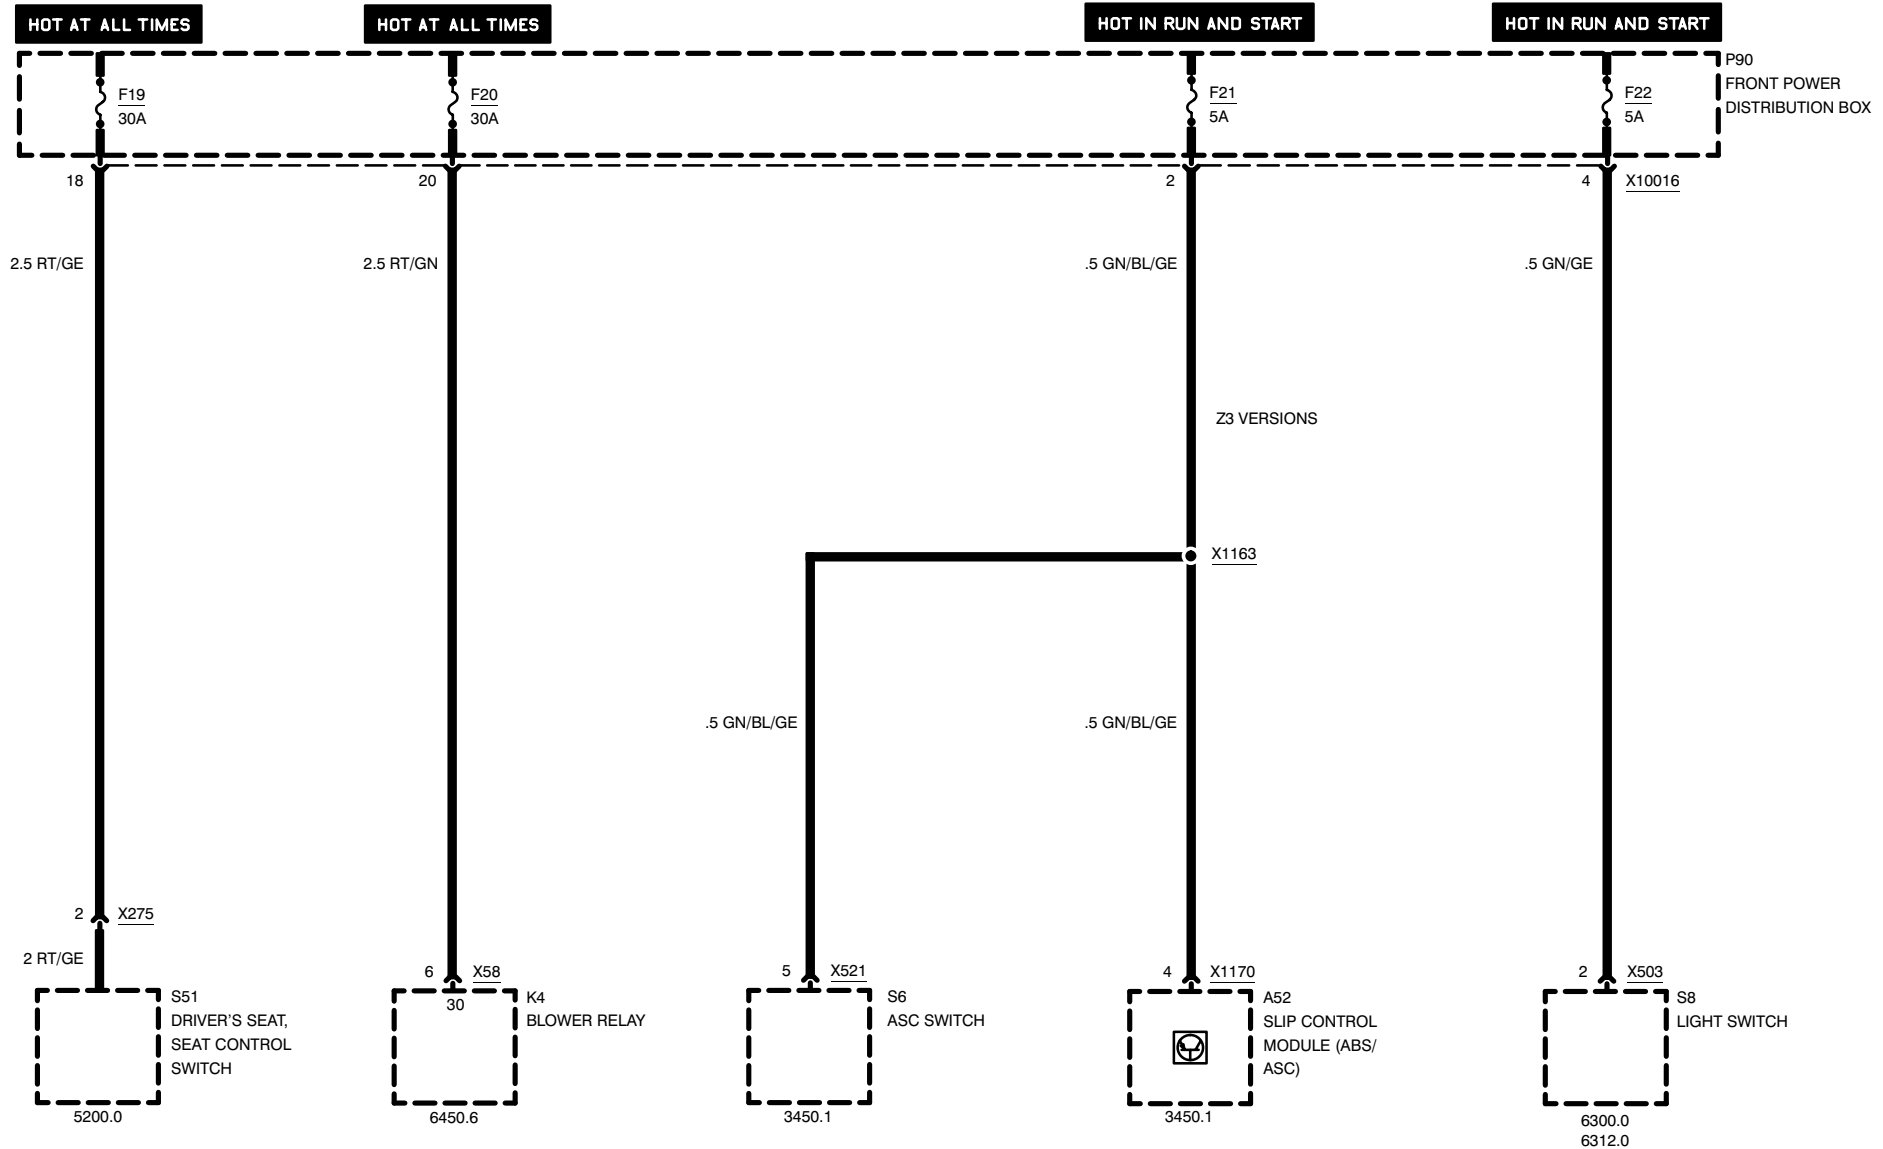 HOT AT ALL TIMES
HOT AT ALL TIMES
HOT IN RUN AND START
HOT IN RUN AND START
P90
FRONT POWER
DISTRIBUTION BOX
F19
30A
F20
30A
F21
5A
F22
5A
18
20
2
4
X10016
2.5 RT/GE
2.5 RT/GN
.5 GN/BL/GE
.5 GN/GE
Z3 VERSIONS
X1163
.5 GN/BL/GE
.5 GN/BL/GE
2
X275
2 RT/GE
6
X58
5
X521
4
X1170
2
X503
S51
DRIVER'S SEAT,
SEAT CONTROL
SWITCH
30
K4
BLOWER RELAY
S6
ASC SWITCH
A52
SLIP CONTROL
MODULE (ABS/
ASC)
S8
LIGHT SWITCH
5200.0
6450.6
3450.1
3450.1
6300.0
6312.0